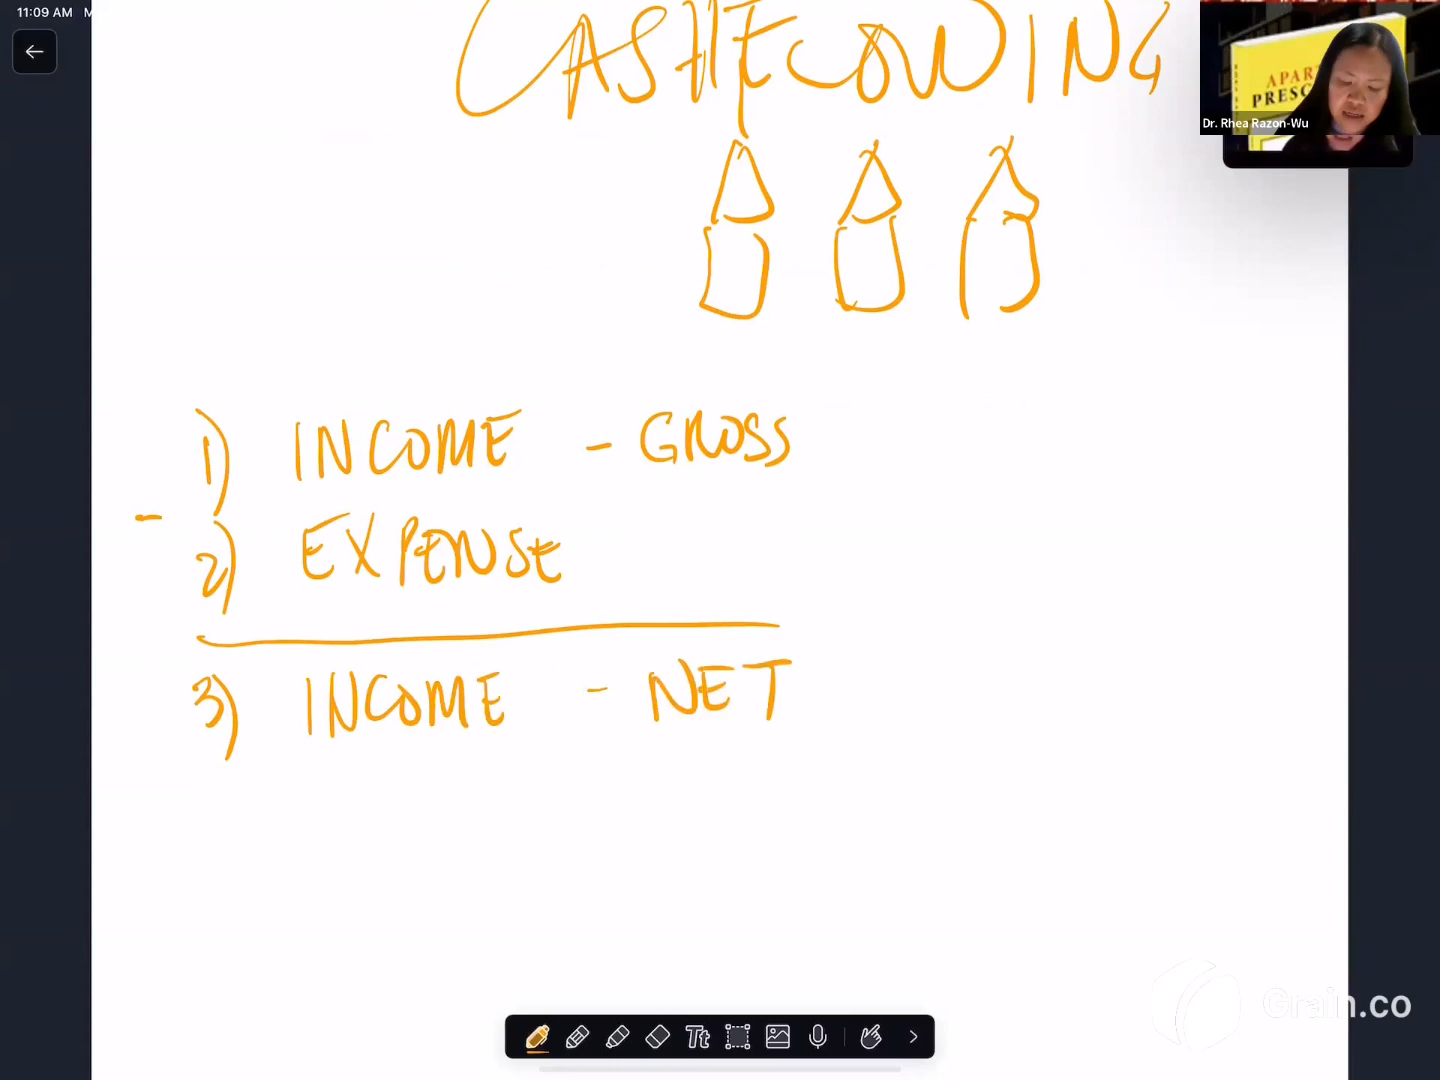 11:09 AM M
CASHFLOWING
APAR
PRESC
Dr. Rhea Razon-Wu
1) INCOME - GROSS
- 2) EXPENSE
3) INCOME - NET
Tt
Grain.co